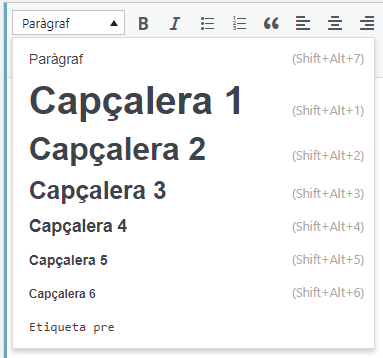 Paràgraf
B I
Paràgraf (Shift+Alt+7)
Capçalera 1 (Shift+Alt+1)
Capçalera 2 (Shift+Alt+2)
Capçalera 3 (Shift+Alt+3)
Capçalera 4 (Shift+Alt+4)
Capçalera 5 (Shift+Alt+5)
Capçalera 6 (Shift+Alt+6)
Etiqueta pre